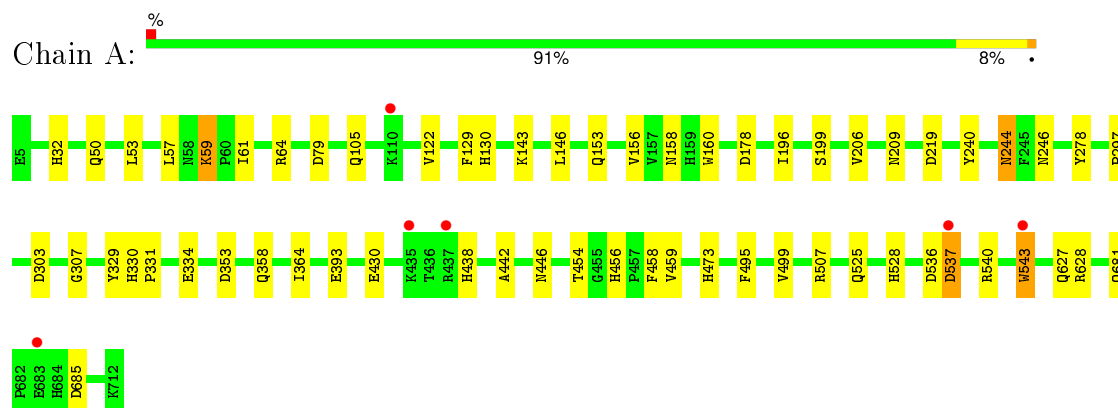 %
Chain A:
91% 8% •
E5 H32 Q50 L53 L57 N58 K59 P60 I61 R64 D79 Q105 K110 V122 F129 H130 K143 L146 Q153 V156 V157 N158 H159 W160 D178 I196 S199 V206 N209 D219 Y240 N244 F245 N246 Y278
D303 G307 Y329 H330 P331 E334 D353 Q358 I364 E393 E430 K435 T436 R437 H438 A442 N446 T454 G455 H456 P457 F458 V459 H473 F495 V499 R507 Q525 H528 D536 D537 R540 W543 Q627 R628
P682 E683 H684 D685 K712